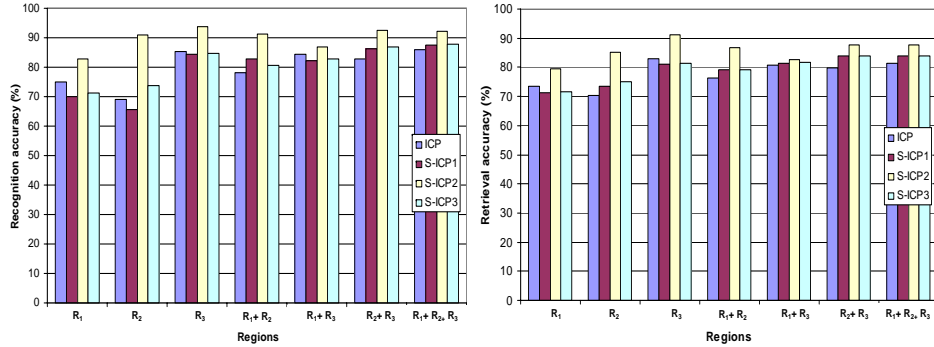 100
90
80
70
60
50
40
30
20
10
0
Recognition accuracy (%)
ICP
S-ICP1
S-ICP2
S-ICP3
R₁ R₂ R₃ R₁+ R₂ R₁+ R₃ R₂+ R₃ R₁+ R₂+ R₃
Regions
100
90
80
70
60
50
40
30
20
10
0
Retrieval accuracy (%)
ICP
S-ICP1
S-ICP2
S-ICP3
R₁ R₂ R₃ R₁+ R₂ R₁+ R₃ R₂+ R₃ R₁+ R₂+ R₃
Regions